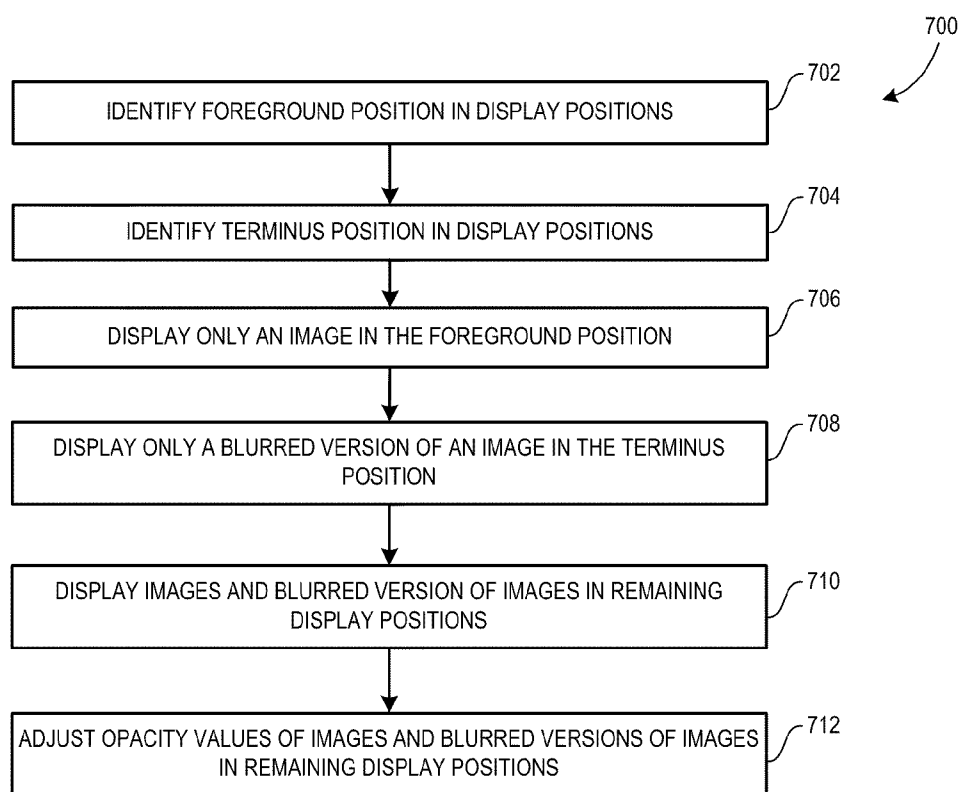 700
702
IDENTIFY FOREGROUND POSITION IN DISPLAY POSITIONS
704
IDENTIFY TERMINUS POSITION IN DISPLAY POSITIONS
706
DISPLAY ONLY AN IMAGE IN THE FOREGROUND POSITION
708
DISPLAY ONLY A BLURRED VERSION OF AN IMAGE IN THE TERMINUS
POSITION
710
DISPLAY IMAGES AND BLURRED VERSION OF IMAGES IN REMAINING
DISPLAY POSITIONS
712
ADJUST OPACITY VALUES OF IMAGES AND BLURRED VERSIONS OF IMAGES
IN REMAINING DISPLAY POSITIONS